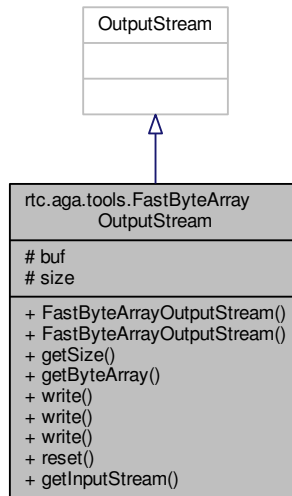 OutputStream
rtc.aga.tools.FastByteArray
OutputStream
# buf
# size
+ FastByteArrayOutputStream()
+ FastByteArrayOutputStream()
+ getSize()
+ getByteArray()
+ write()
+ write()
+ write()
+ reset()
+ getInputStream()